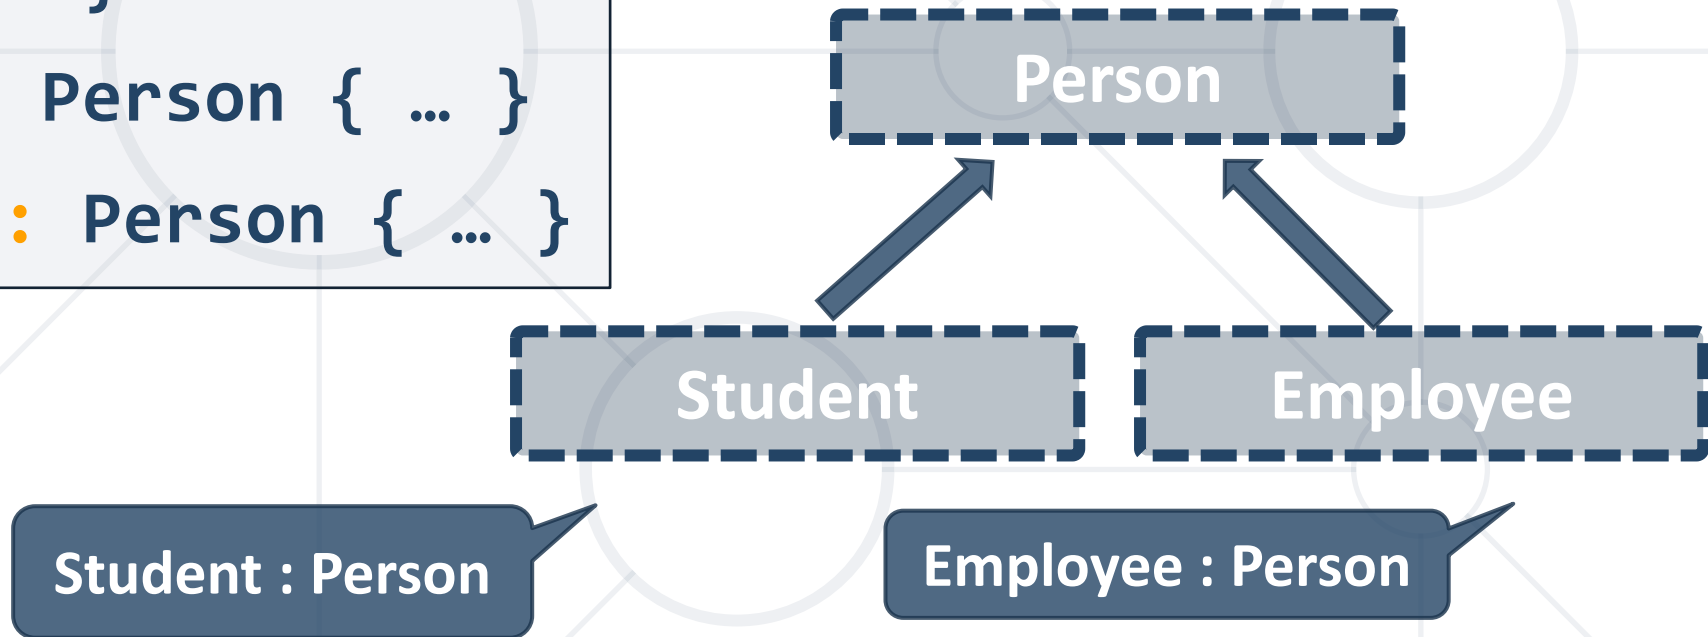 }
Person { … }
: Person { … }
Person
Student
Employee
Student : Person
Employee : Person